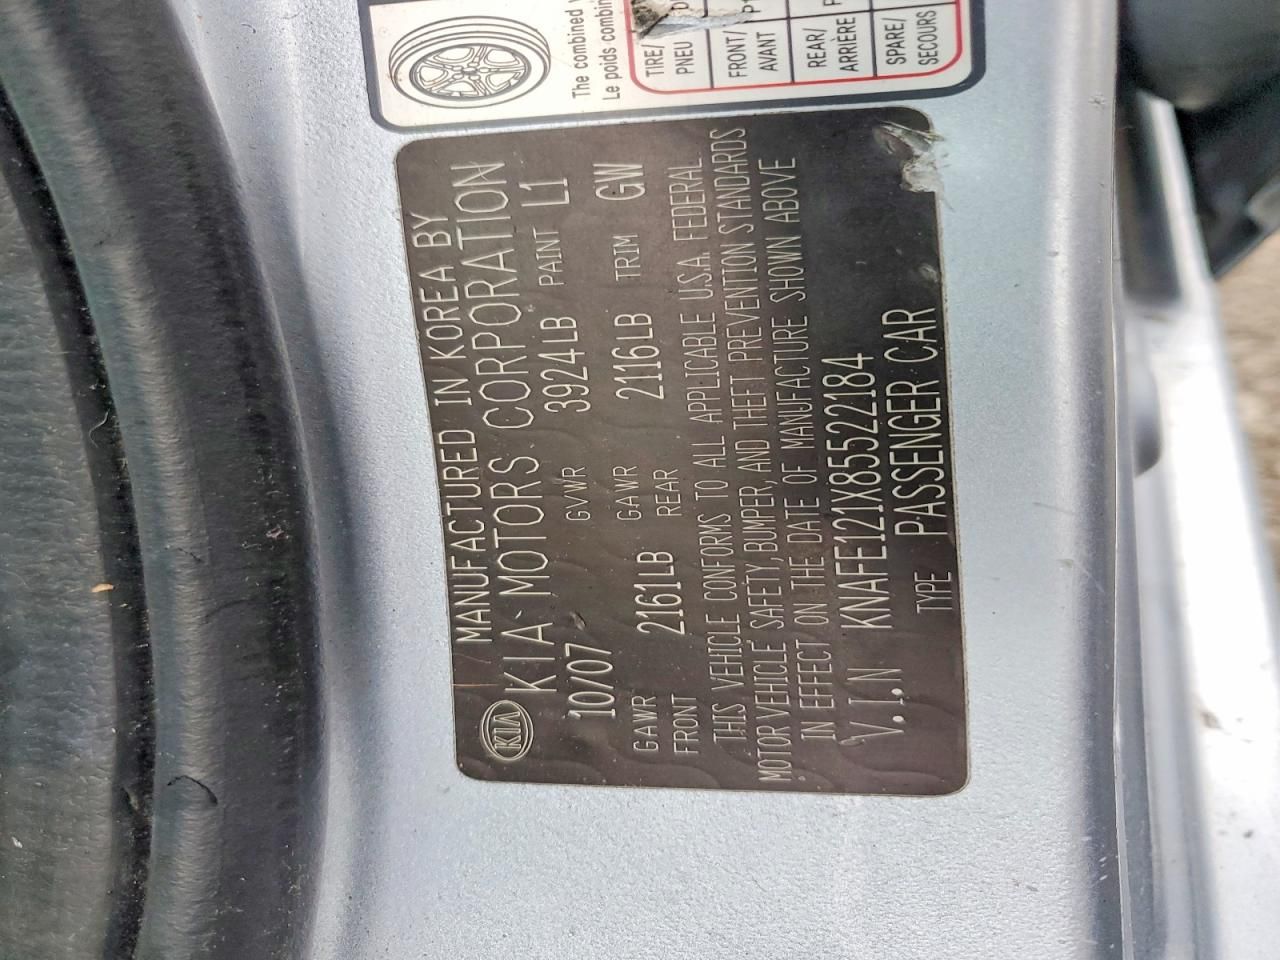 MANUFACTURED IN KOREA BY
KIA KIA MOTORS CORPORATION
10/07 GVWR 3924LB PAINT L1
GAWR FRONT 2161LB GAWR REAR 2116LB TRIM GW
THIS VEHICLE CONFORMS TO ALL APPLICABLE U.S.A. FEDERAL
MOTOR VEHICLE SAFETY, BUMPER, AND THEFT PREVENTION STANDARDS
IN EFFECT ON THE DATE OF MANUFACTURE SHOWN ABOVE
V.I.N KNAFE121X85522184
TYPE PASSENGER CAR
The combined
Le poids
TIRE/
PNEU
FRONT/
AVANT
REAR/
ARRIÈRE
SPARE/
SECOURS